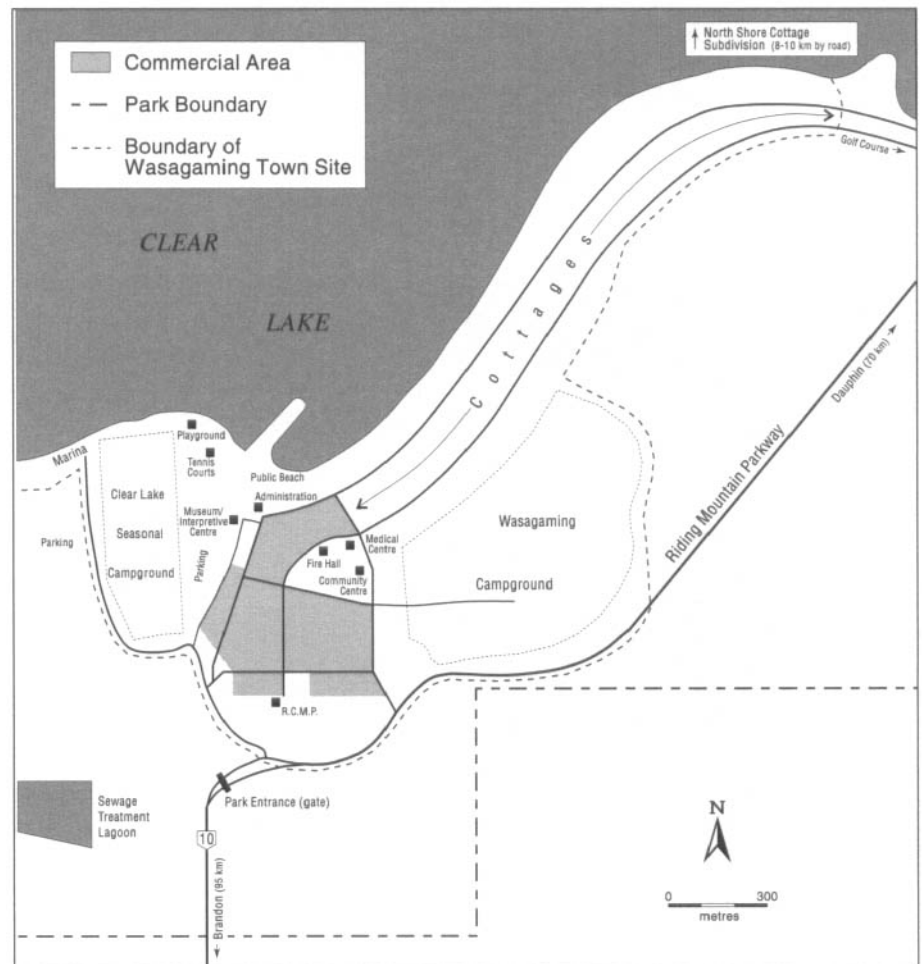 North Shore Cottage
Subdivision (8-10 km by road)
Commercial Area
Park Boundary
Boundary of
Wasagaming Town Site
Golf Course
CLEAR
LAKE
Cottages
Dauphin (70 km)
Riding Mountain Parkway
Playground
Tennis
Courts
Marina
Public Beach
Administration
Clear Lake
Seasonal
Campground
Museum/
Interpretive
Centre
Parking
Parking
Medical
Centre
Fire Hall
Community
Centre
Wasagaming
Campground
R.C.M.P.
Park Entrance (gate)
Sewage
Treatment
Lagoon
10
Brandon (95 km)
N
0 300
metres